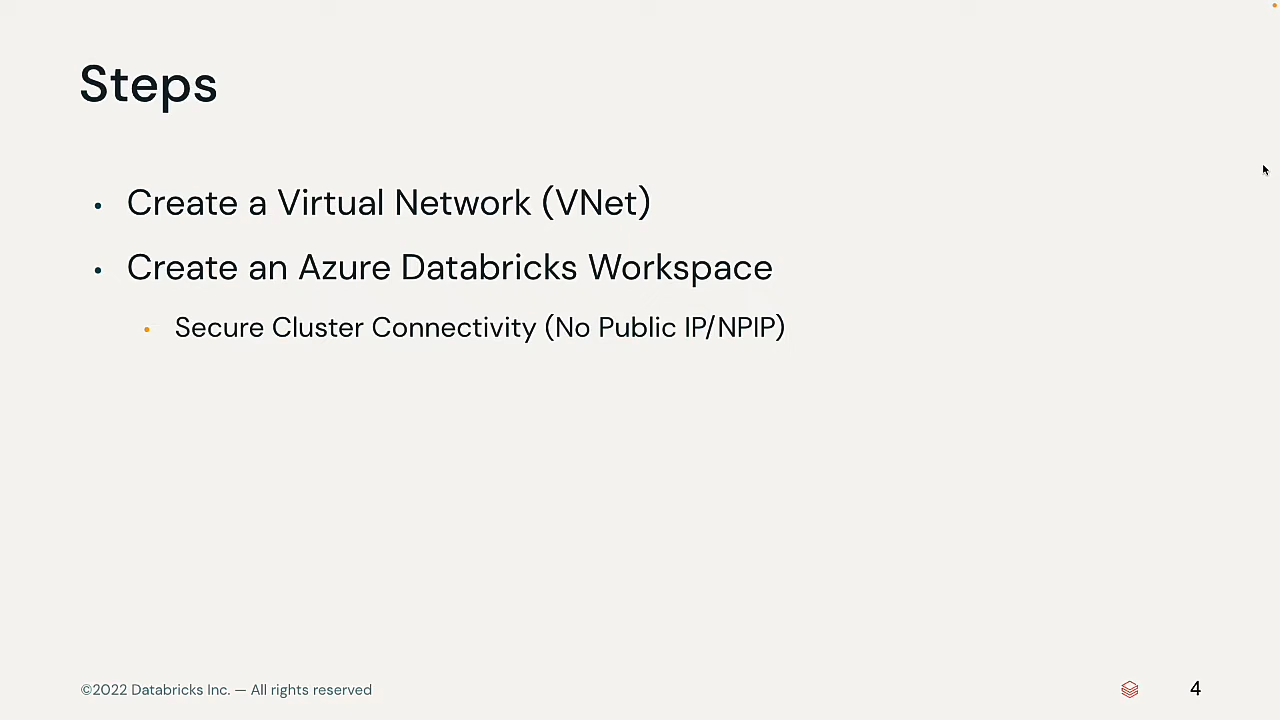 Steps
• Create a Virtual Network (VNet)
• Create an Azure Databricks Workspace
• Secure Cluster Connectivity (No Public IP/NPIP)
©2022 Databricks Inc. — All rights reserved
4